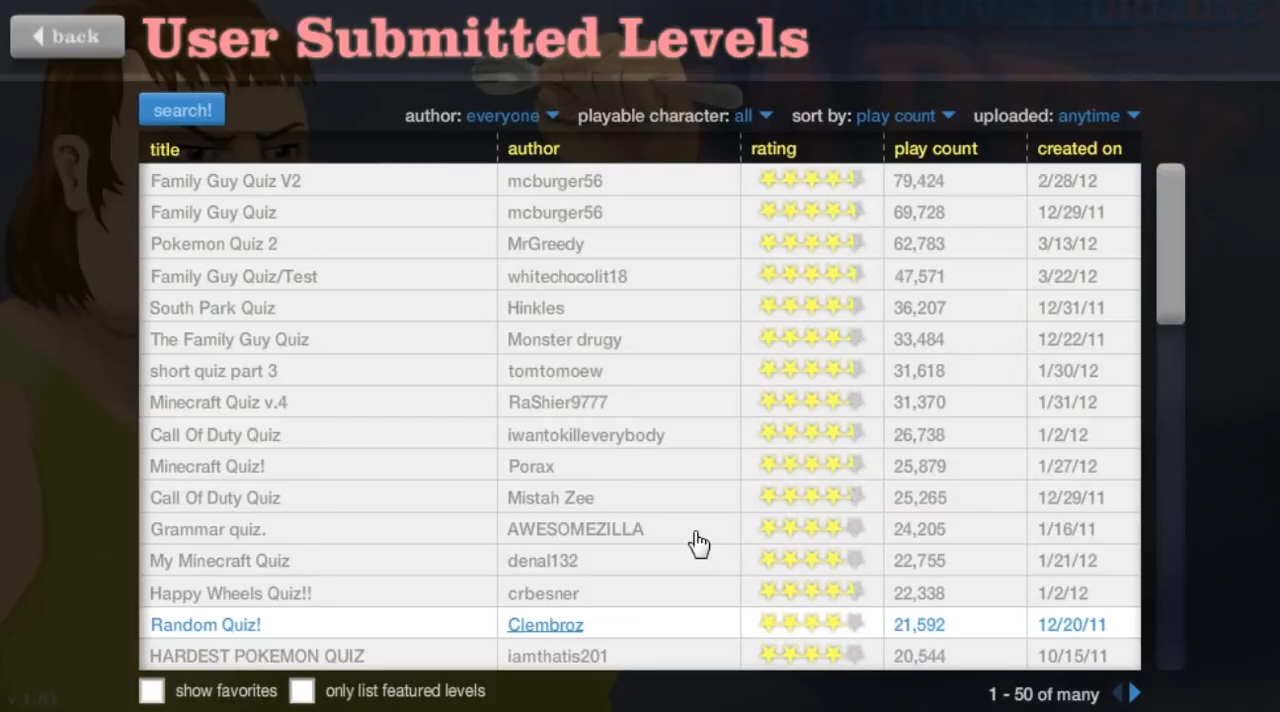 back
User Submitted Levels
search!
author: everyone playable character: all sort by: play count uploaded: anytime
title author rating play count created on
Family Guy Quiz V2 mcburger56 79,424 2/28/12
Family Guy Quiz mcburger56 69,728 12/29/11
Pokemon Quiz 2 MrGreedy 62,783 3/13/12
Family Guy Quiz/Test whitechocolit18 47,571 3/22/12
South Park Quiz Hinkles 36,207 12/31/11
The Family Guy Quiz Monster drugy 33,484 12/22/11
short quiz part 3 tomtomoew 31,618 1/30/12
Minecraft Quiz v.4 RaShier9777 31,370 1/31/12
Call Of Duty Quiz iwantokilleverybody 26,738 1/2/12
Minecraft Quiz! Porax 25,879 1/27/12
Call Of Duty Quiz Mistah Zee 25,265 12/29/11
Grammar quiz. AWESOMEZILLA 24,205 1/16/11
My Minecraft Quiz denal132 22,755 1/21/12
Happy Wheels Quiz!! crbesner 22,338 1/2/12
Random Quiz! Clembroz 21,592 12/20/11
HARDEST POKEMON QUIZ iamthatis201 20,544 10/15/11
show favorites only list featured levels 1 - 50 of many